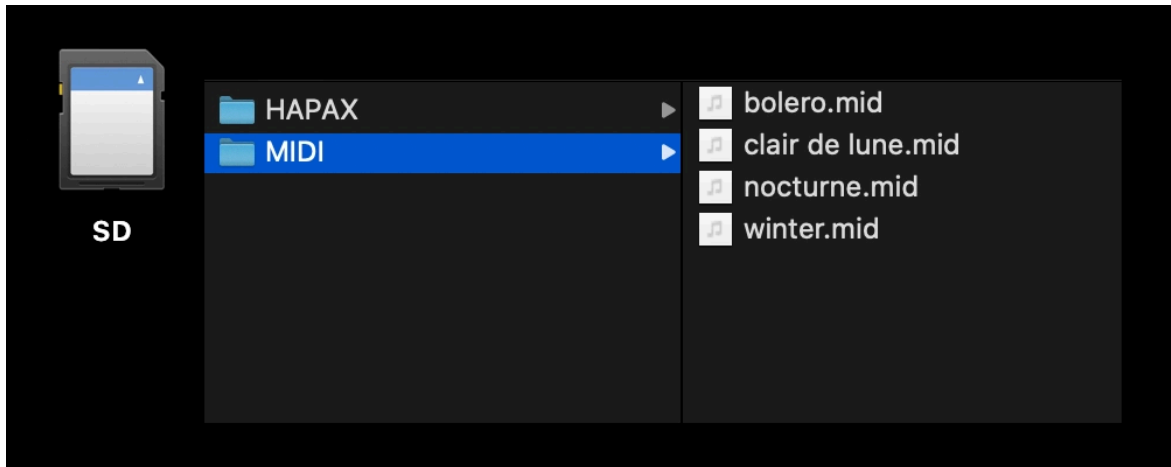 SD
HAPAX
MIDI
bolero.mid
clair de lune.mid
nocturne.mid
winter.mid